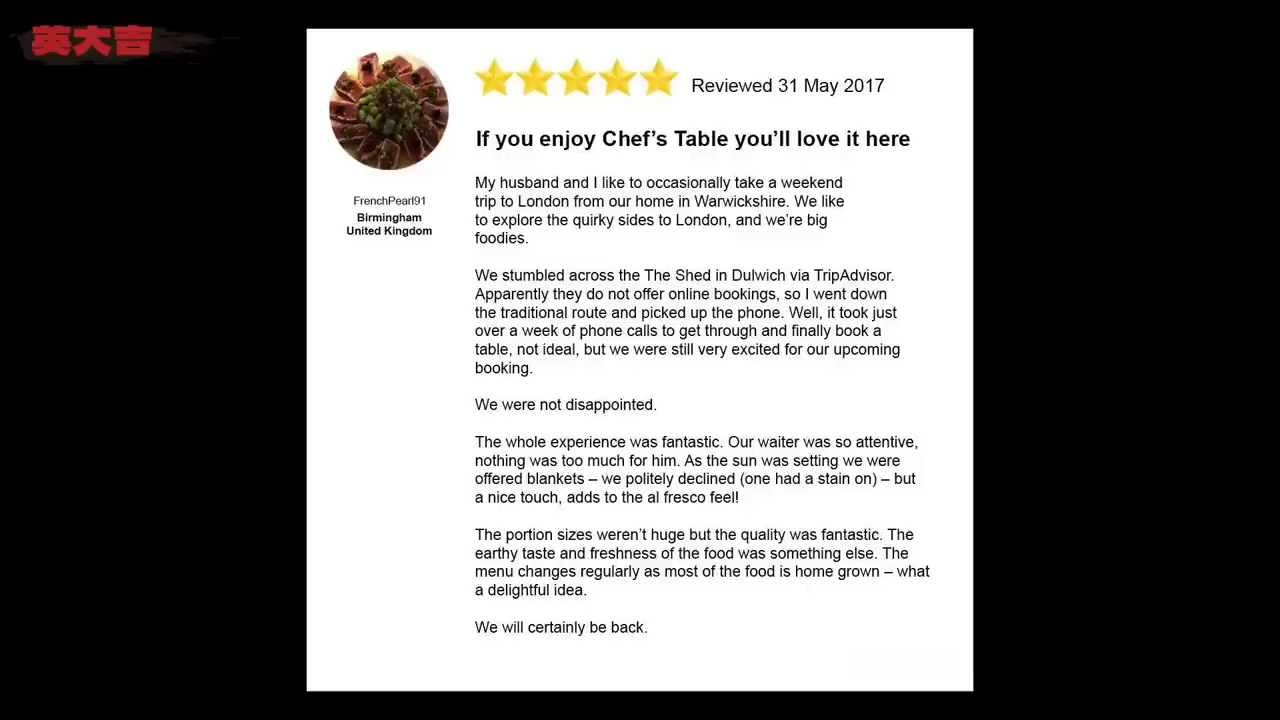 英大吉
Reviewed 31 May 2017
If you enjoy Chef’s Table you’ll love it here
FrenchPearl91
Birmingham
United Kingdom
My husband and I like to occasionally take a weekend
trip to London from our home in Warwickshire. We like
to explore the quirky sides to London, and we’re big
foodies.
We stumbled across the The Shed in Dulwich via TripAdvisor.
Apparently they do not offer online bookings, so I went down
the traditional route and picked up the phone. Well, it took just
over a week of phone calls to get through and finally book a
table, not ideal, but we were still very excited for our upcoming
booking.
We were not disappointed.
The whole experience was fantastic. Our waiter was so attentive,
nothing was too much for him. As the sun was setting we were
offered blankets – we politely declined (one had a stain on) – but
a nice touch, adds to the al fresco feel!
The portion sizes weren’t huge but the quality was fantastic. The
earthy taste and freshness of the food was something else. The
menu changes regularly as most of the food is home grown – what
a delightful idea.
We will certainly be back.